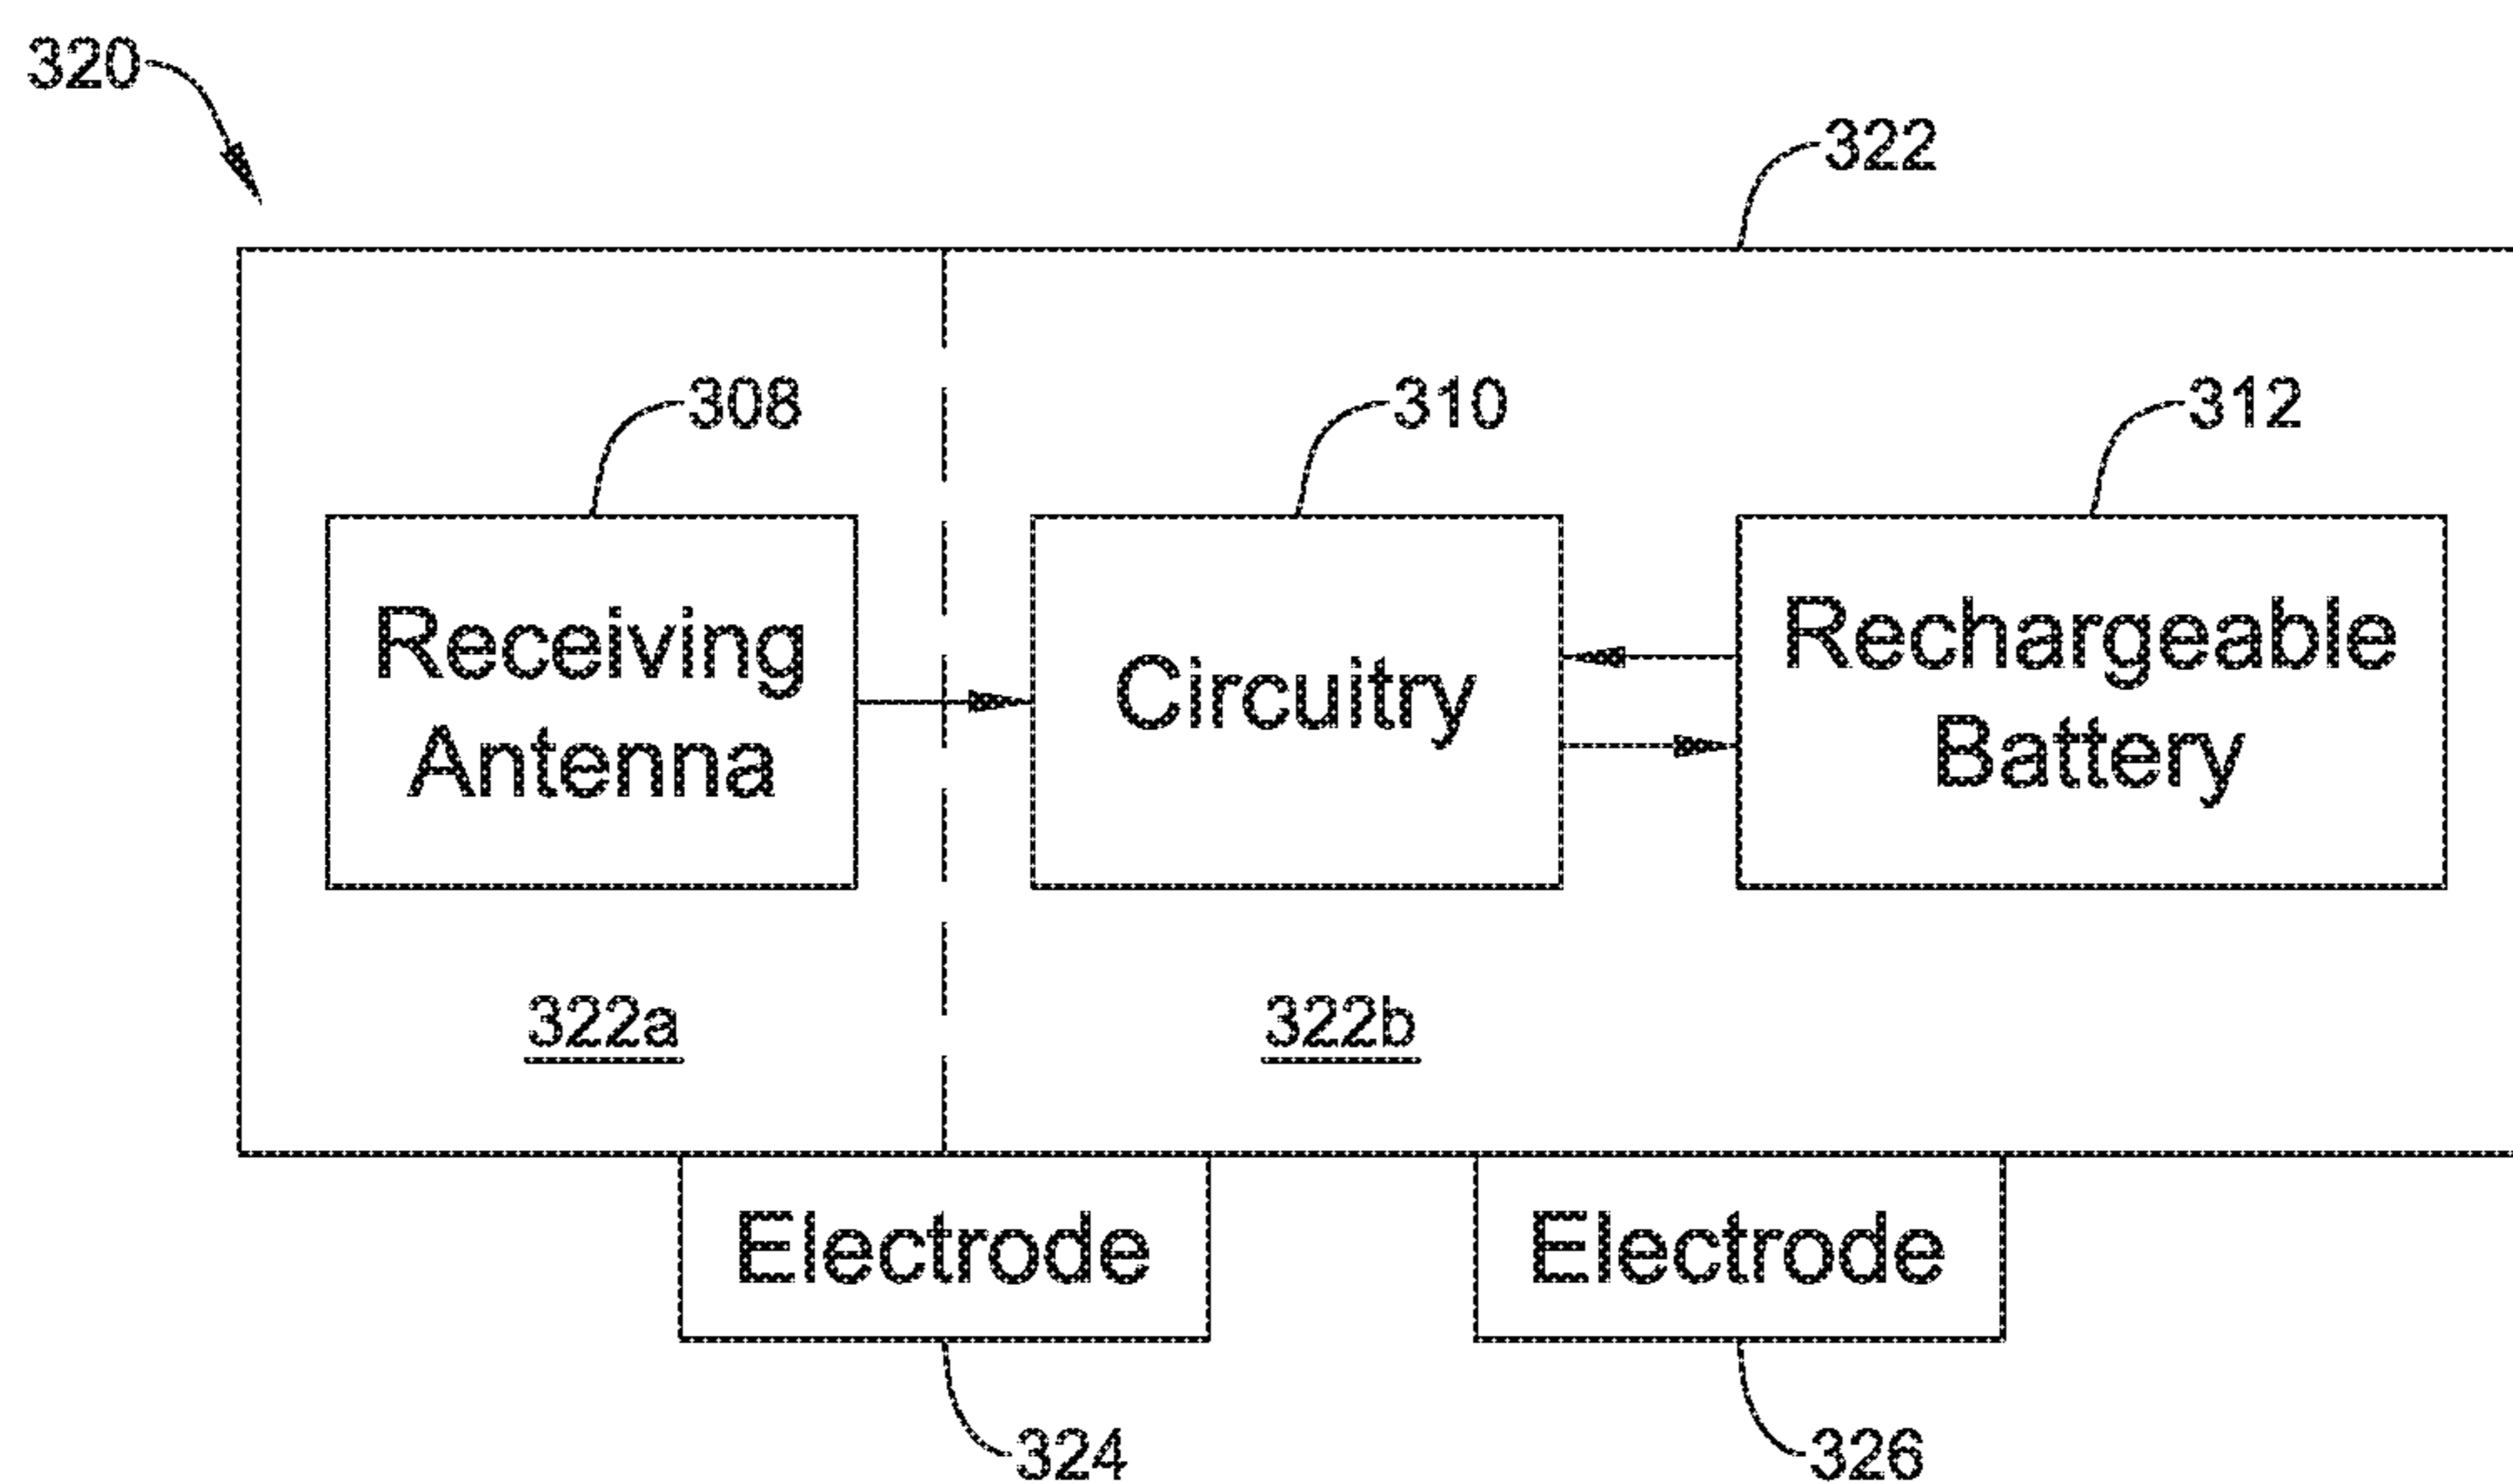 320
322
308
310
312
Receiving
Antenna
Circuitry
Rechargeable
Battery
322a
322b
Electrode
Electrode
324
326